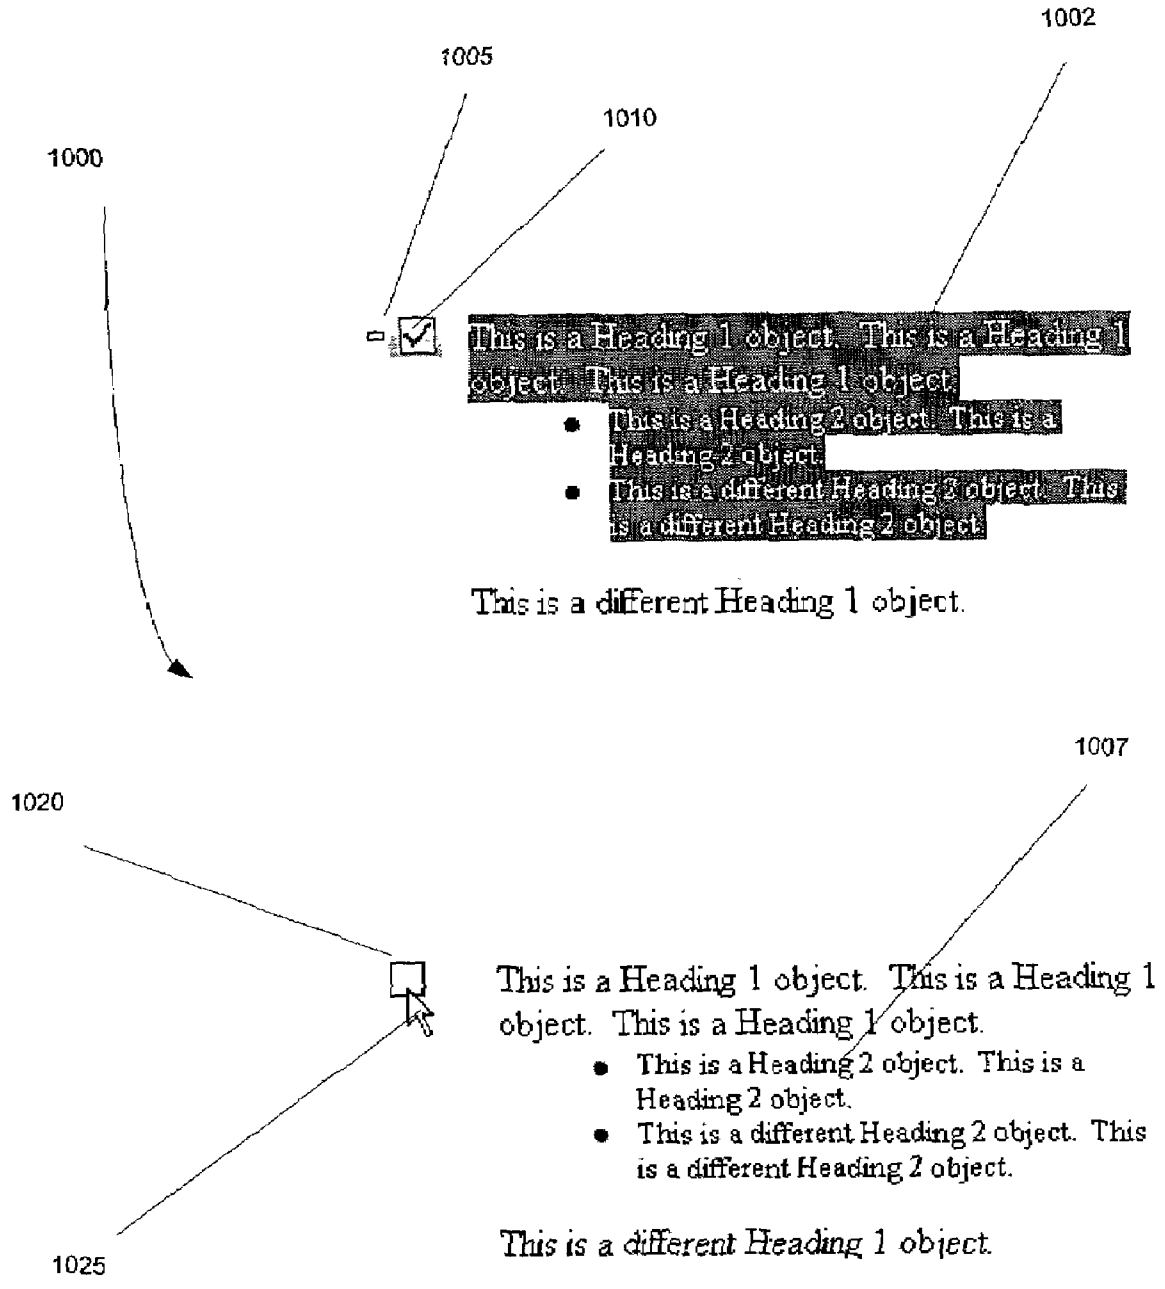 1002
1005
1010
1000
This is a Heading 1 object. This is a Heading 1
object. This is a Heading 1 object.
• This is a Heading 2 object. This is a
Heading 2 object.
• This is a different Heading 2 object. This
is a different Heading 2 object.
This is a different Heading 1 object.
1007
1020
This is a Heading 1 object. This is a Heading 1
object. This is a Heading 1 object.
• This is a Heading 2 object. This is a
Heading 2 object.
• This is a different Heading 2 object. This
is a different Heading 2 object.
This is a different Heading 1 object.
1025